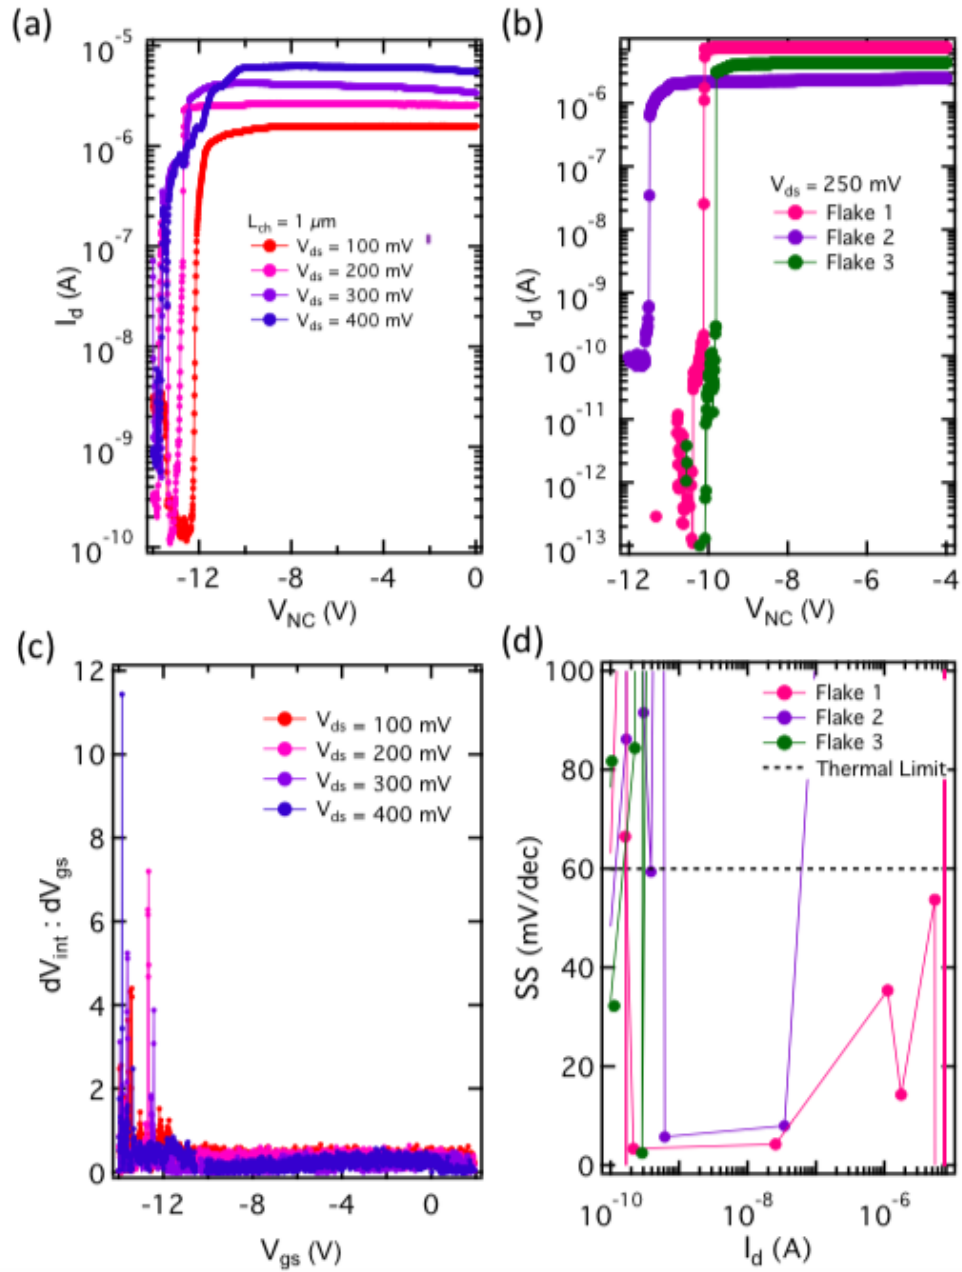 (a)
10⁻⁵
10⁻⁶
10⁻⁷
10⁻⁸
10⁻⁹
10⁻¹⁰
I_d (A)
L_ch = 1 µm
V_ds = 100 mV
V_ds = 200 mV
V_ds = 300 mV
V_ds = 400 mV
-12 -8 -4 0
V_NC (V)
(b)
10⁻⁶
10⁻⁷
10⁻⁸
10⁻⁹
10⁻¹⁰
10⁻¹¹
10⁻¹²
10⁻¹³
I_d (A)
V_ds = 250 mV
Flake 1
Flake 2
Flake 3
-12 -10 -8 -6 -4
V_NC (V)
(c)
12
10
8
6
4
2
0
dV_int : dV_gs
V_ds = 100 mV
V_ds = 200 mV
V_ds = 300 mV
V_ds = 400 mV
-12 -8 -4 0
V_gs (V)
(d)
100
80
60
40
20
0
SS (mV/dec)
Flake 1
Flake 2
Flake 3
Thermal Limit
10⁻¹⁰ 10⁻⁸ 10⁻⁶
I_d (A)